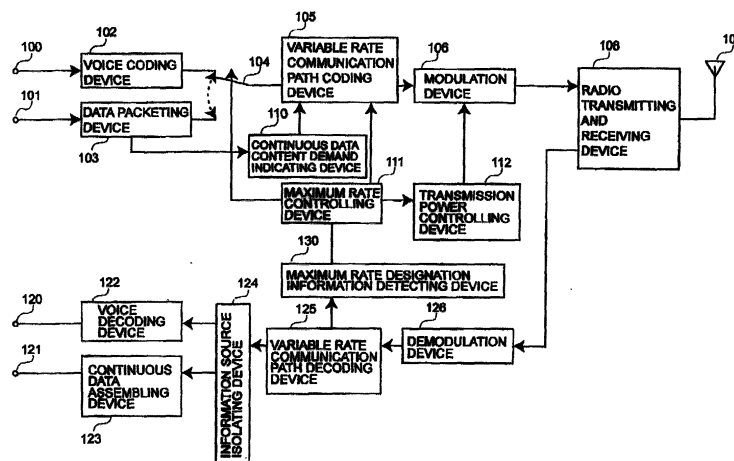 100
102
VOICE CODING
DEVICE
101
DATA PACKETING
DEVICE
103
104
105
VARIABLE RATE
COMMUNICATION
PATH CODING
DEVICE
106
MODULATION
DEVICE
108
RADIO
TRANSMITTING
AND
RECEIVING
DEVICE
10
110
CONTINUOUS DATA
CONTENT DEMAND
INDICATING DEVICE
111
MAXIMUM RATE
CONTROLLING
DEVICE
112
TRANSMISSION
POWER
CONTROLLING
DEVICE
130
MAXIMUM RATE DESIGNATION
INFORMATION DETECTING DEVICE
120
122
VOICE
DECODING
DEVICE
121
CONTINUOUS
DATA
ASSEMBLING
DEVICE
123
124
INFORMATION SOURCE
ISOLATING DEVICE
125
VARIABLE RATE
COMMUNICATION
PATH DECODING
DEVICE
126
DEMODULATION
DEVICE